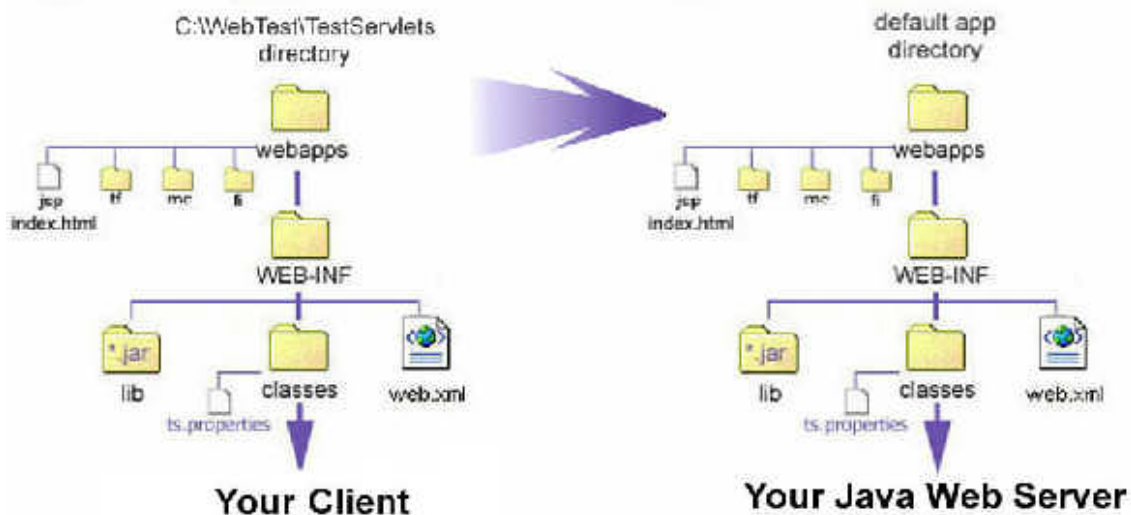 C:\WebTest\TestServlets
directory
webapps
jsp tf mc fi
index.html
WEB-INF
*.jar
lib
classes
web.xml
ts.properties
Your Client
default app
directory
webapps
jsp tf mc fi
index.html
WEB-INF
*.jar
lib
classes
web.xml
ts.properties
Your Java Web Server